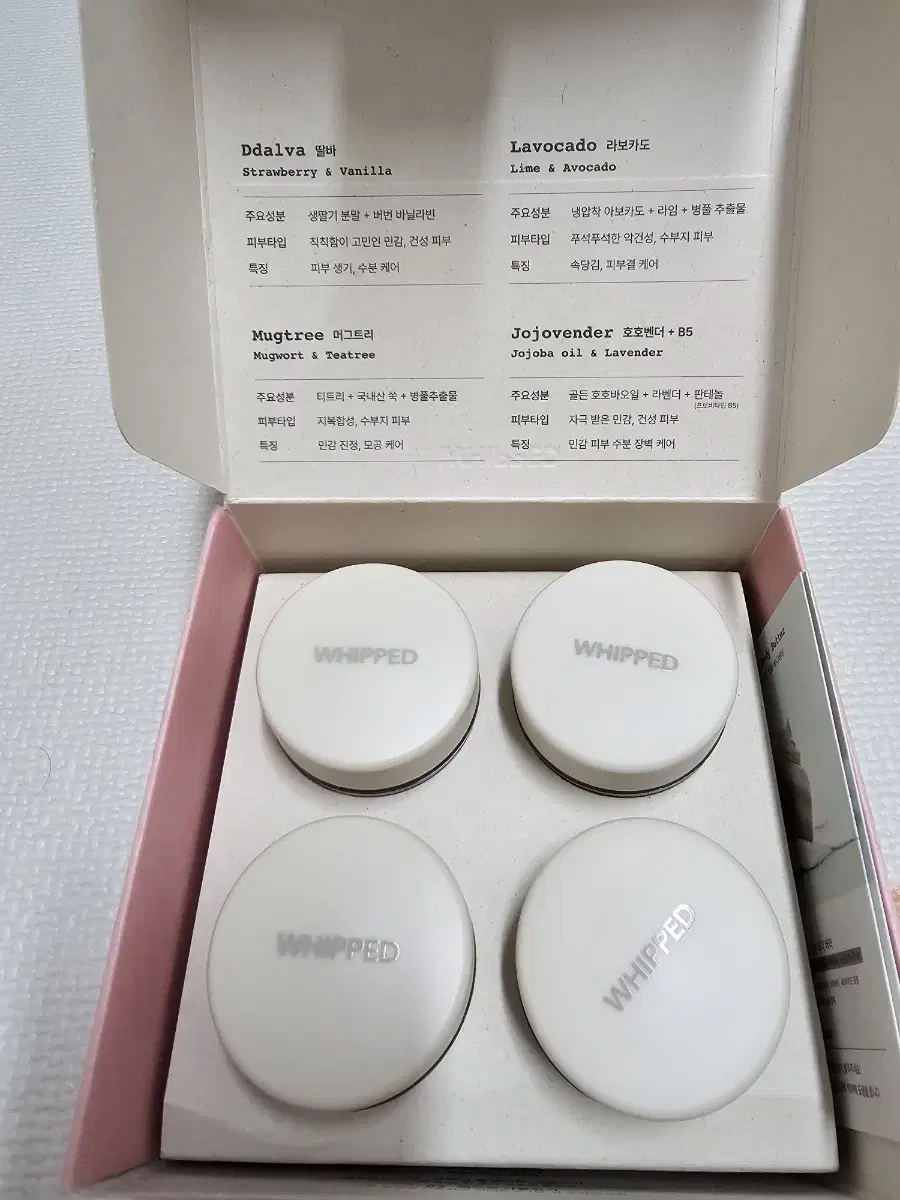 Ddalva 딸바
Strawberry & Vanilla
주요성분 생딸기 분말 + 버번 바닐라빈
피부타입 칙칙함이 고민인 민감, 건성 피부
특징 피부 생기, 수분 케어
Lavocado 라보카도
Lime & Avocado
주요성분 냉압착 아보카도 + 라임 + 병풀 추출물
피부타입 푸석푸석한 악건성, 수부지 피부
특징 속당김, 피부결 케어
Mugtree 머그트리
Mugwort & Teatree
주요성분 티트리 + 국내산 쑥 + 병풀추출물
피부타입 지복합성, 수부지 피부
특징 민감 진정, 모공 케어
Jojovender 호호벤더 + B5
Jojoba oil & Lavender
주요성분 골든 호호바오일 + 라벤더 + 판테놀
(프로비타민 B5)
피부타입 자극 받은 민감, 건성 피부
특징 민감 피부 수분 장벽 케어
WHIPPED
WHIPPED
WHIPPED
WHIPPED